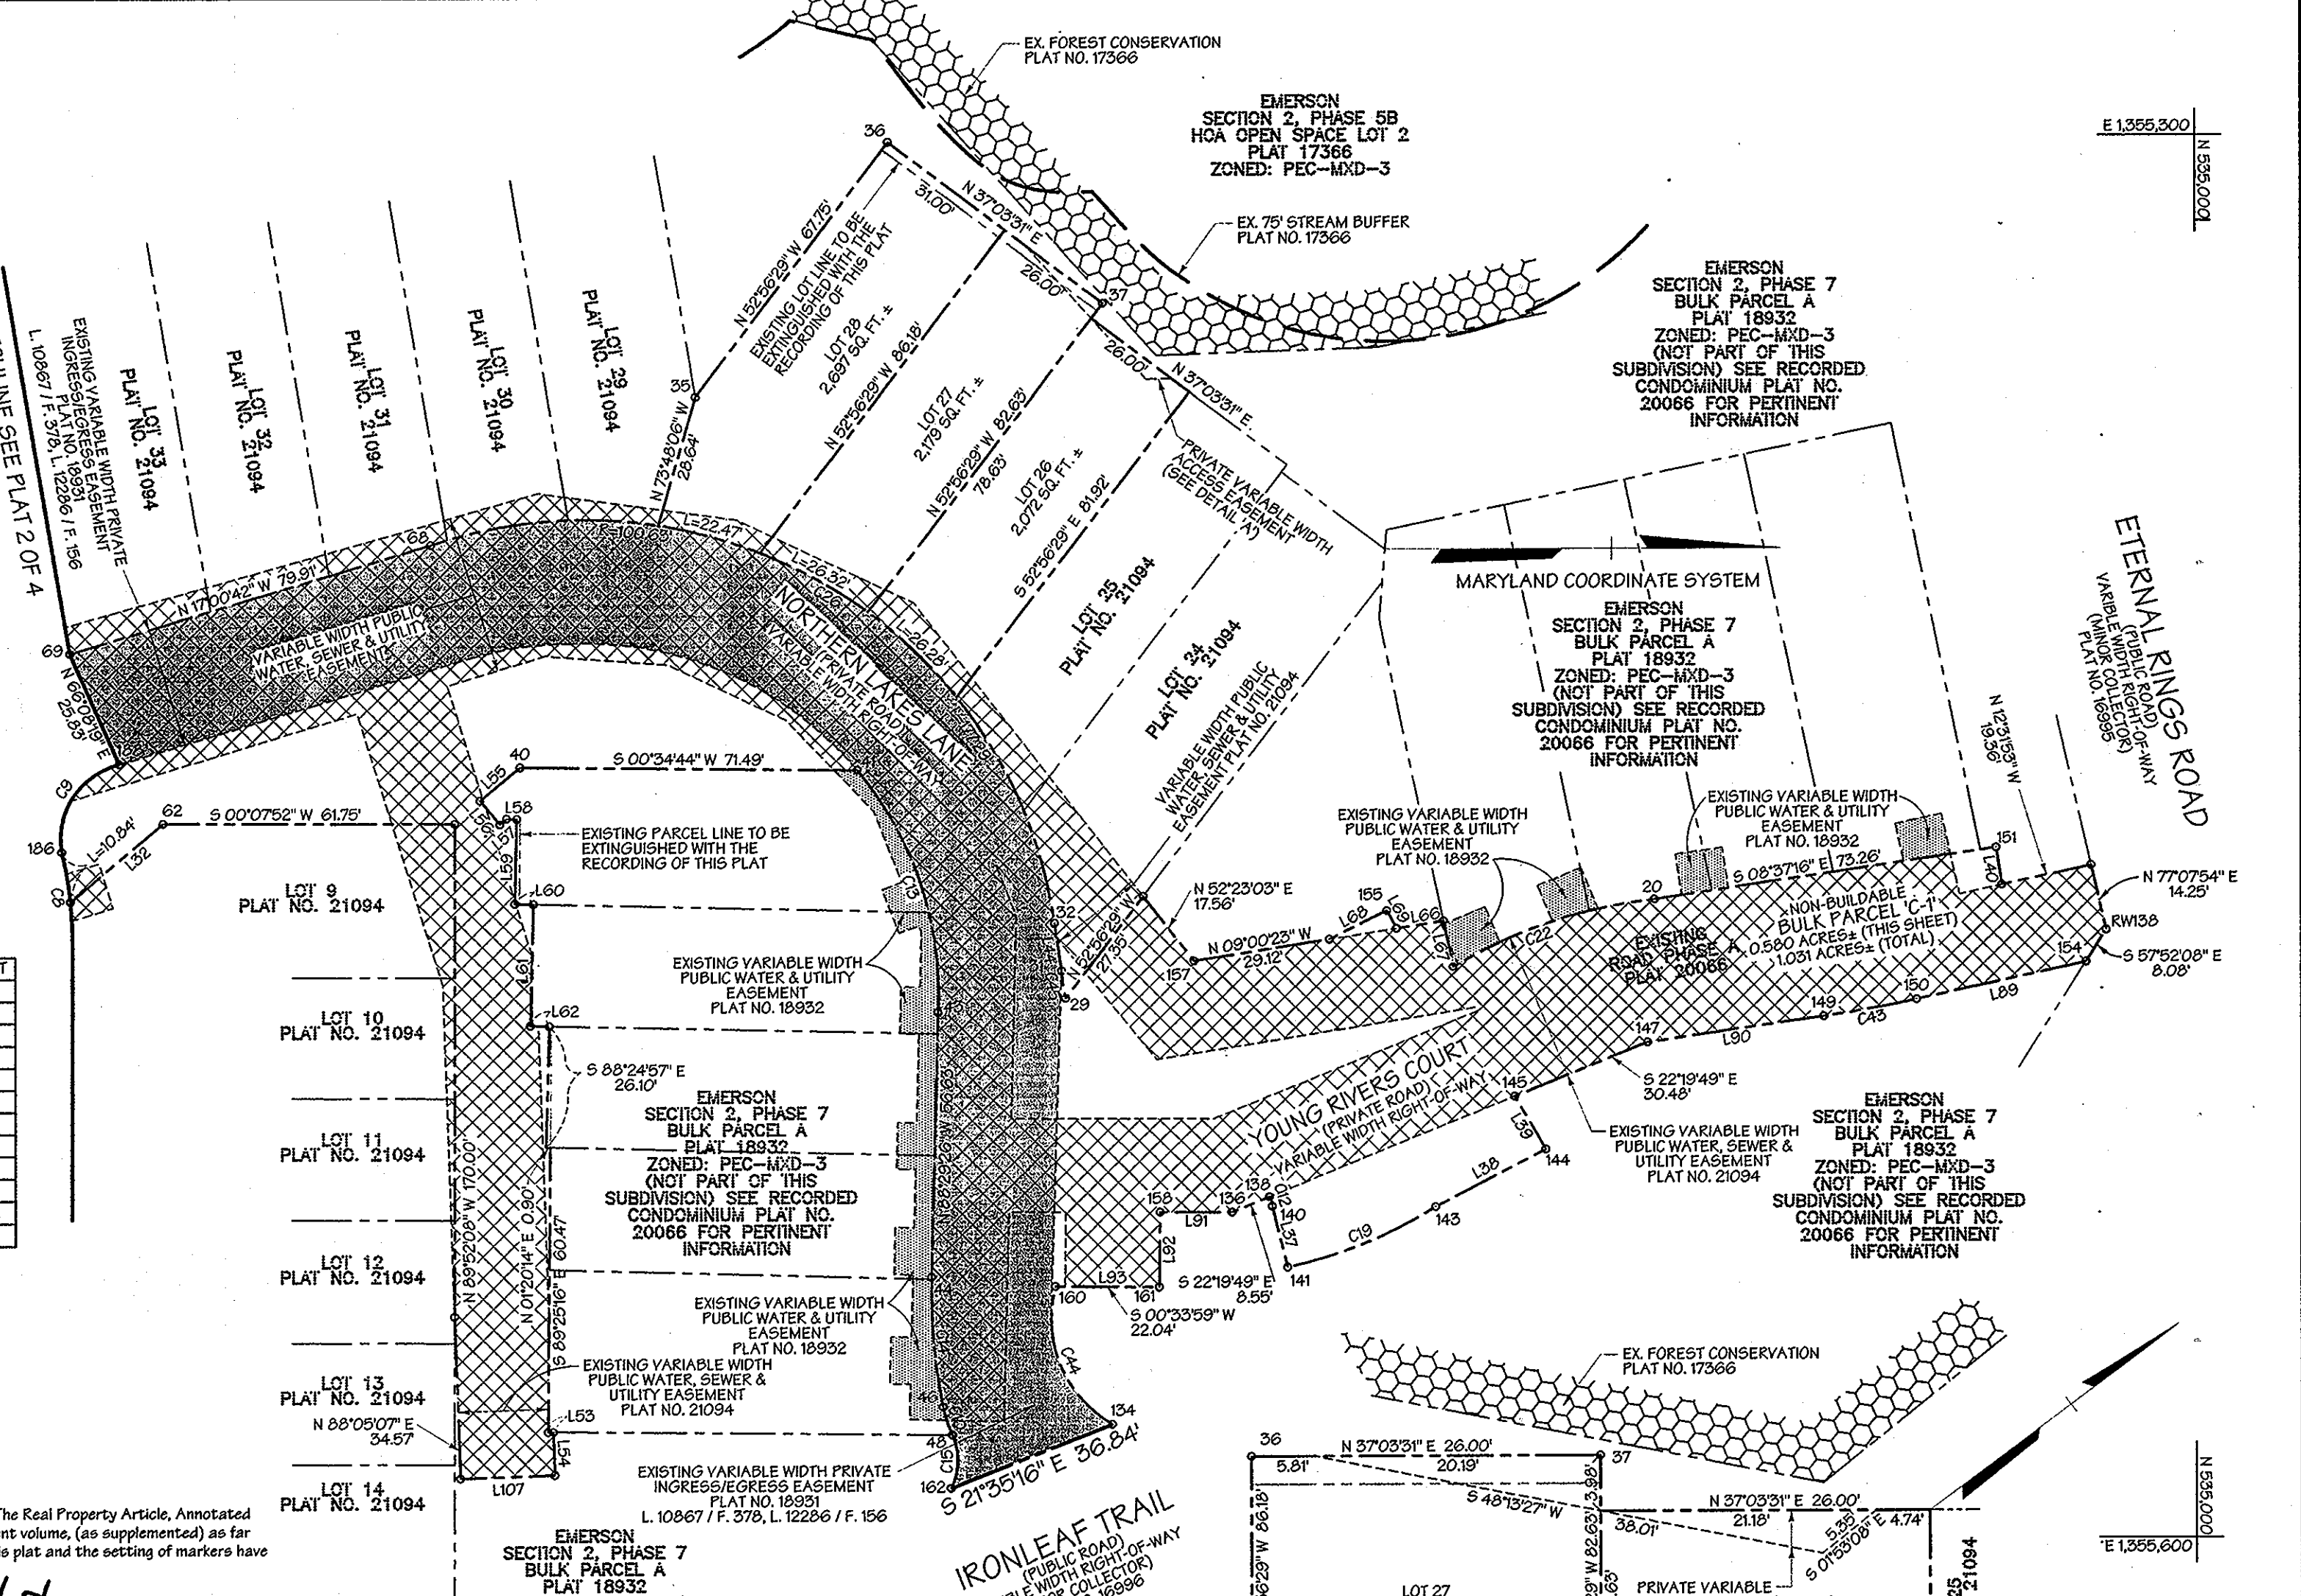 EX. FOREST CONSERVATION
PLAT NO. 17366
EMERSON
SECTION 2, PHASE 5B
HOA OPEN SPACE LOT 2
PLAT 17366
ZONED: PEC-MXD-3
E 1,355,300
N 535,000
EX. 75' STREAM BUFFER
PLAT NO. 17366
36
31.00'
N 37°03'31" E
26.00'
37
26.00'
N 37°03'31" E
N 52°56'29" W 67.75'
EXISTING LOT LINE TO BE
EXTINGUISHED WITH THE
RECORDING OF THIS PLAT
LOT 28
2,697 SQ. FT. ±
N 52°56'29" W 86.18'
LOT 27
2,179 SQ. FT. ±
N 52°56'29" W 82.63'
78.63'
LOT 26
2,072 SQ. FT. ±
S 52°56'29" E 81.92'
PRIVATE VARIABLE WIDTH
ACCESS EASEMENT
(SEE DETAIL 'A')
EMERSON
SECTION 2, PHASE 7
BULK PARCEL A
PLAT 18932
ZONED: PEC-MXD-3
(NOT PART OF THIS
SUBDIVISION) SEE RECORDED
CONDOMINIUM PLAT NO.
20066 FOR PERTINENT
INFORMATION
SEE PLAT 2 OF 4
EXISTING VARIABLE WIDTH PRIVATE
INGRESS/EGRESS EASEMENT
PLAT NO. 18931
L. 10867 / F. 378, L. 12286 / F. 156
LOT 33
PLAT NO. 21094
LOT 32
PLAT NO. 21094
LOT 31
PLAT NO. 21094
LOT 30
PLAT NO. 21094
LOT 29
PLAT NO. 21094
35
N 73°48'06" W
28.64'
68
R=100.65'
L=22.47'
L=26.32'
C26
L=26.28'
N 17°00'42" W 79.91'
69
N 66°08'19" E
25.83'
VARIABLE WIDTH PUBLIC
WATER, SEWER & UTILITY
EASEMENT
NORTHERN LAKES LANE
(PRIVATE ROAD)
(VARIABLE WIDTH RIGHT-OF-WAY)
LOT 25
PLAT NO. 21094
LOT 24
PLAT NO. 21094
VARIABLE WIDTH PUBLIC
WATER, SEWER & UTILITY
EASEMENT PLAT NO. 21094
MARYLAND COORDINATE SYSTEM
EMERSON
SECTION 2, PHASE 7
BULK PARCEL A
PLAT 18932
ZONED: PEC-MXD-3
(NOT PART OF THIS
SUBDIVISION) SEE RECORDED
CONDOMINIUM PLAT NO.
20066 FOR PERTINENT
INFORMATION
ETERNAL RINGS ROAD
(PUBLIC ROAD)
VARIBLE WIDTH RIGHT-OF-WAY
(MINOR COLLECTOR)
PLAT NO. 16995
N 12°31'53" W
19.36'
C9
186
L=10.84'
L32
C8
62
S 00°07'52" W 61.75'
40
L55
S 00°34'44" W 71.49'
L58
L59
L60
L61
L62
EXISTING PARCEL LINE TO BE
EXTINGUISHED WITH THE
RECORDING OF THIS PLAT
C13
LOT 9
PLAT NO. 21094
LOT 10
PLAT NO. 21094
LOT 11
PLAT NO. 21094
LOT 12
PLAT NO. 21094
LOT 13
PLAT NO. 21094
LOT 14
PLAT NO. 21094
N 88°05'07" E
34.57'
EXISTING VARIABLE WIDTH
PUBLIC WATER & UTILITY
EASEMENT
PLAT NO. 18932
S 88°24'57" E
26.10'
EMERSON
SECTION 2, PHASE 7
BULK PARCEL A
PLAT 18932
ZONED: PEC-MXD-3
(NOT PART OF THIS
SUBDIVISION) SEE RECORDED
CONDOMINIUM PLAT NO.
20066 FOR PERTINENT
INFORMATION
N 89°52'08" W 170.00'
N 01°20'14" E 0.90'
S 89°25'16" E 60.47'
N 88°29'26" W 56.63'
EXISTING VARIABLE WIDTH
PUBLIC WATER & UTILITY
EASEMENT
PLAT NO. 18932
EXISTING VARIABLE WIDTH
PUBLIC WATER, SEWER &
UTILITY EASEMENT
PLAT NO. 21094
L53
L54
L107
46
48
C15
162
134
C44
S 21°35'16" E 36.84'
EXISTING VARIABLE WIDTH PRIVATE
INGRESS/EGRESS EASEMENT
PLAT NO. 18931
L. 10867 / F. 378, L. 12286 / F. 156
EXISTING VARIABLE WIDTH
PUBLIC WATER & UTILITY
EASEMENT
PLAT NO. 18932
EXISTING VARIABLE WIDTH
PUBLIC WATER & UTILITY
EASEMENT
PLAT NO. 18932
132
29
N 52°56'29" W
27.35'
N 52°23'03" E
17.56'
157
N 09°00'23" W
29.12'
155
L68
L69
L66
L67
C22
20
S 08°37'16" E 73.26'
151
L40
NON-BUILDABLE
BULK PARCEL 'C-1'
0.580 ACRES± (THIS SHEET)
1.031 ACRES± (TOTAL)
EXISTING
ROAD PHASE A
PLAT 20066
N 77°07'54" E
14.25'
RW138
154
S 57°52'08" E
8.08'
L89
150
C43
149
L90
147
S 22°19'49" E
30.48'
145
L39
144
L38
143
C19
141
L37
140
138
136
L91
158
L92
L93
160
161
S 22°19'49" E
8.55'
S 00°33'59" W
22.04'
YOUNG RIVERS COURT
(PRIVATE ROAD)
VARIABLE WIDTH RIGHT-OF-WAY
EXISTING VARIABLE WIDTH
PUBLIC WATER, SEWER &
UTILITY EASEMENT
PLAT NO. 21094
EMERSON
SECTION 2, PHASE 7
BULK PARCEL A
PLAT 18932
ZONED: PEC-MXD-3
(NOT PART OF THIS
SUBDIVISION) SEE RECORDED
CONDOMINIUM PLAT NO.
20066 FOR PERTINENT
INFORMATION
EX. FOREST CONSERVATION
PLAT NO. 17366
36
N 37°03'31" E 26.00'
5.81'
20.19'
37
S 48°13'27" W
38.01'
N 37°03'31" E 26.00'
21.18'
5.35'
4.74'
S 01°53'08" E
3.98'
W 86.18'
W 82.63'
LOT 27
PRIVATE VARIABLE
21094
N 535,000
E 1,355,600
IRONLEAF TRAIL
(PUBLIC ROAD)
WIDTH RIGHT-OF-WAY
COLLECTOR)
16996
The Real Property Article, Annotated
nt volume, (as supplemented) as far
is plat and the setting of markers have
EMERSON
SECTION 2, PHASE 7
BULK PARCEL A
PLAT 18932